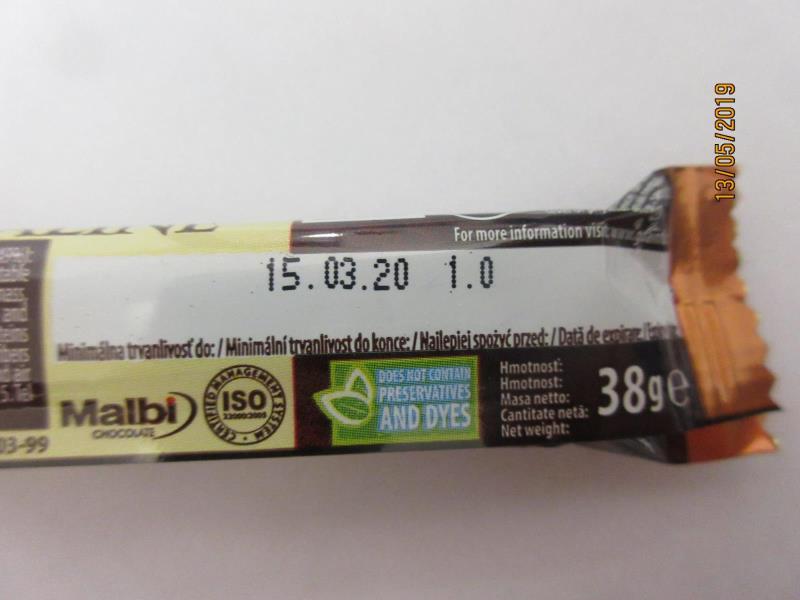 13/05/2019
For more information visit
15.03.20 1.0
Minimálna trvanlivosť do: / Minimální trvanlivost do konce: / Najlepiej spożyć przed: / Dată de expirare
Malbi
CHOCOLATE
CERTIFIED MANAGEMENT SYSTEM
ISO
22000:2005
DOES NOT CONTAIN
PRESERVATIVES
AND DYES
Hmotnosť:
Hmotnost:
Masa netto:
Cantitate netă:
Net weight:
38g e
03-99